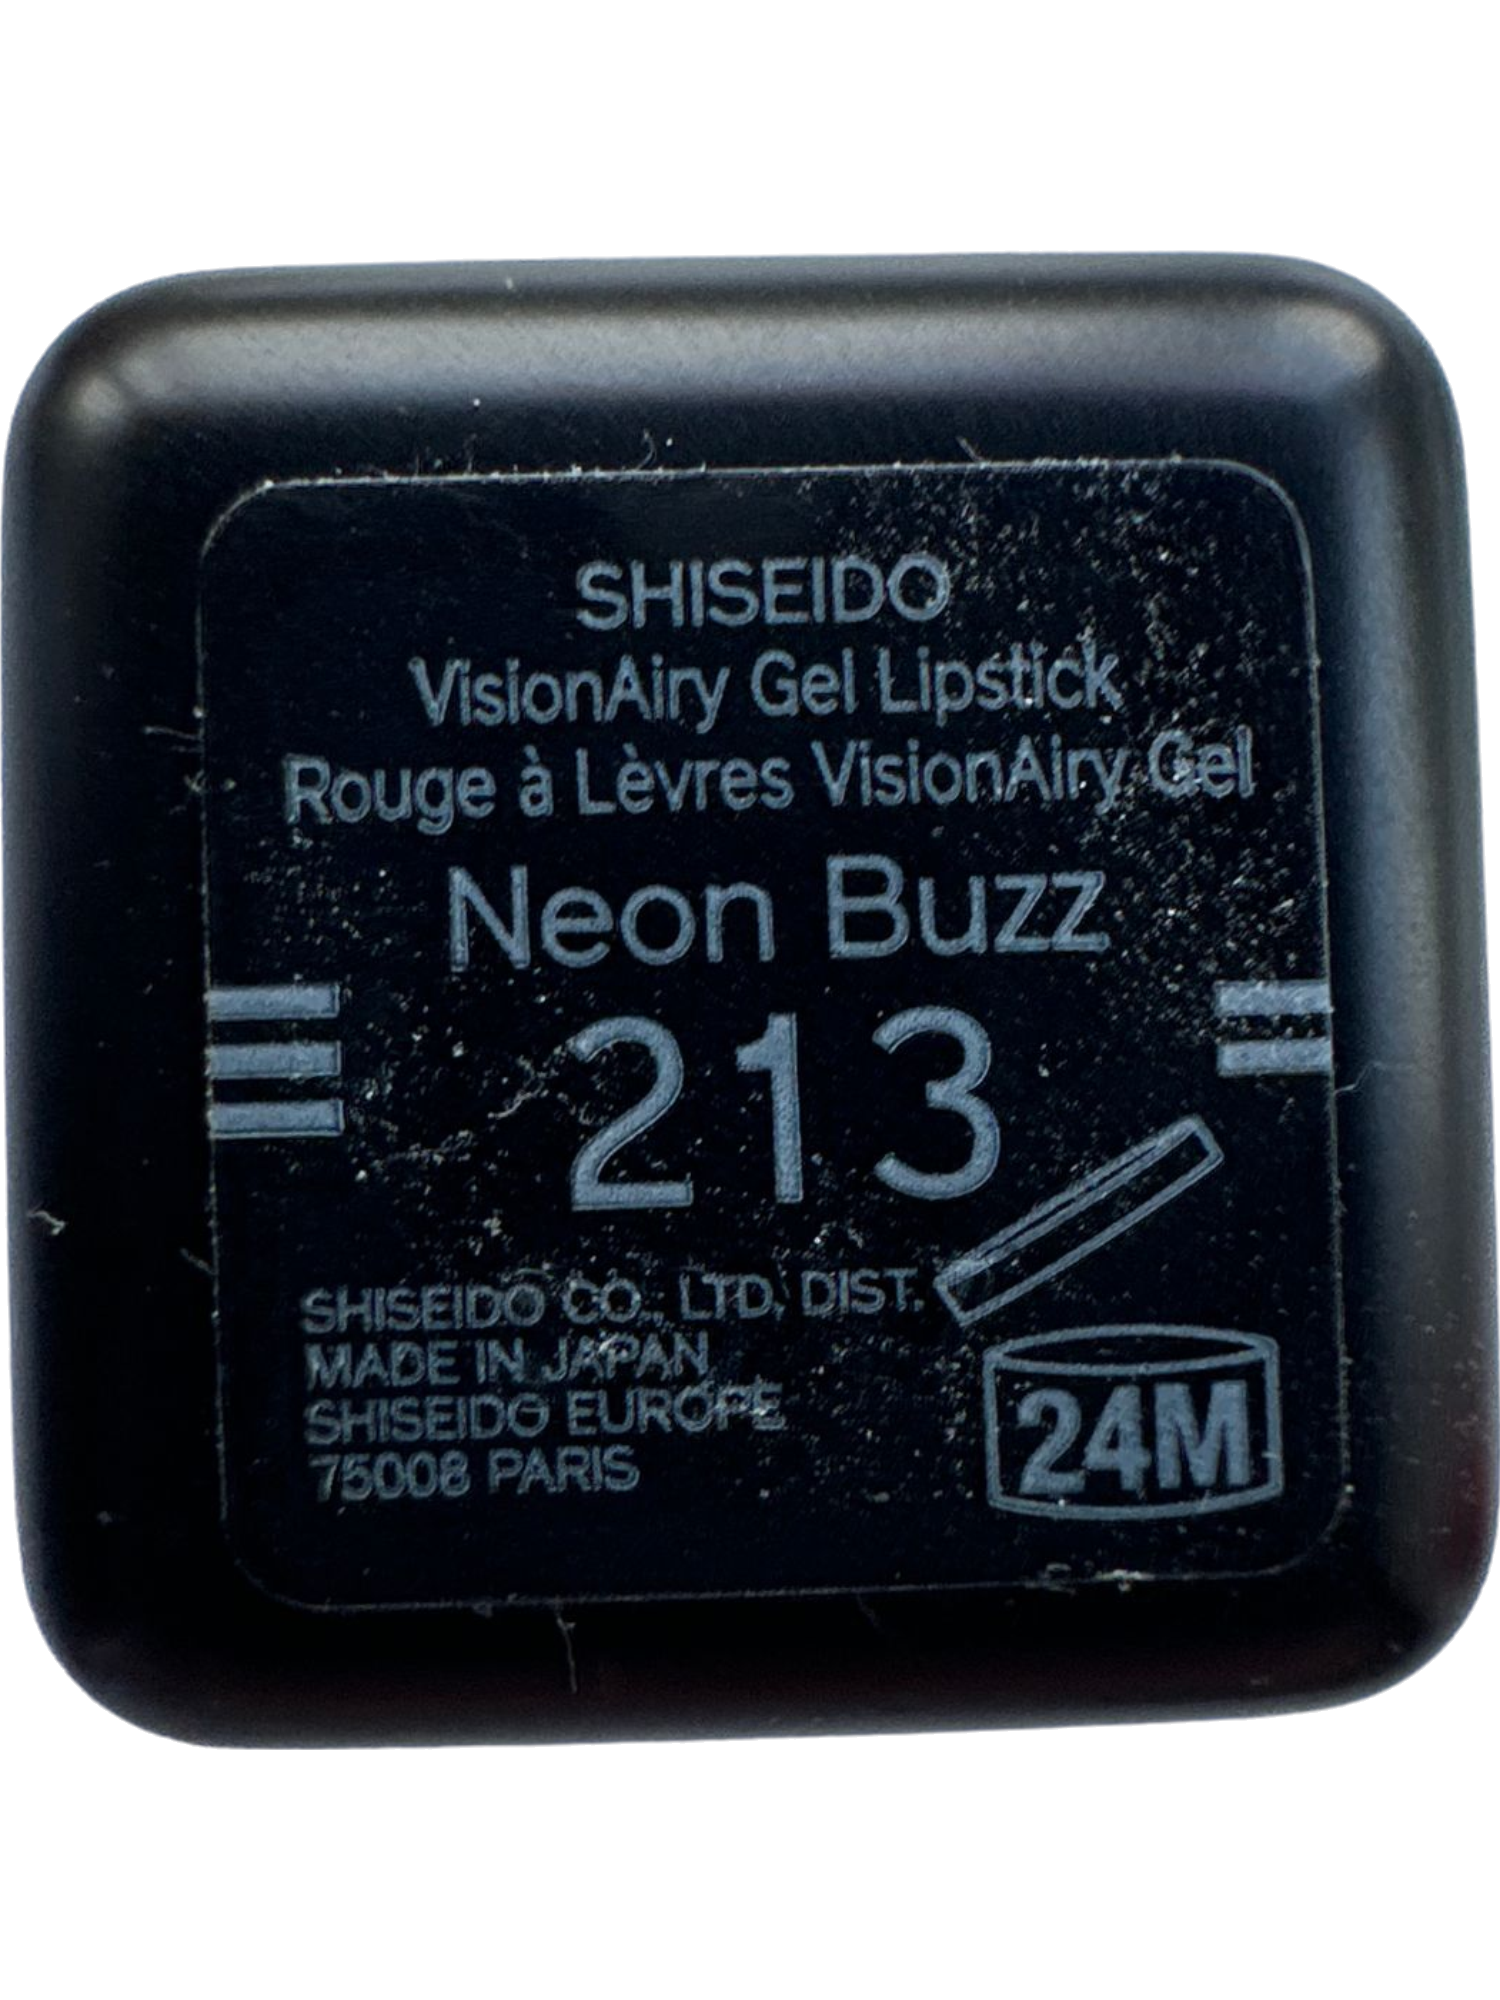 SHISEIDO
VisionAiry Gel Lipstick
Rouge à Lèvres VisionAiry Gel
Neon Buzz
213
SHISEIDO CO., LTD, DIST.
MADE IN JAPAN
SHISEIDO EUROPE
75008 PARIS
24M